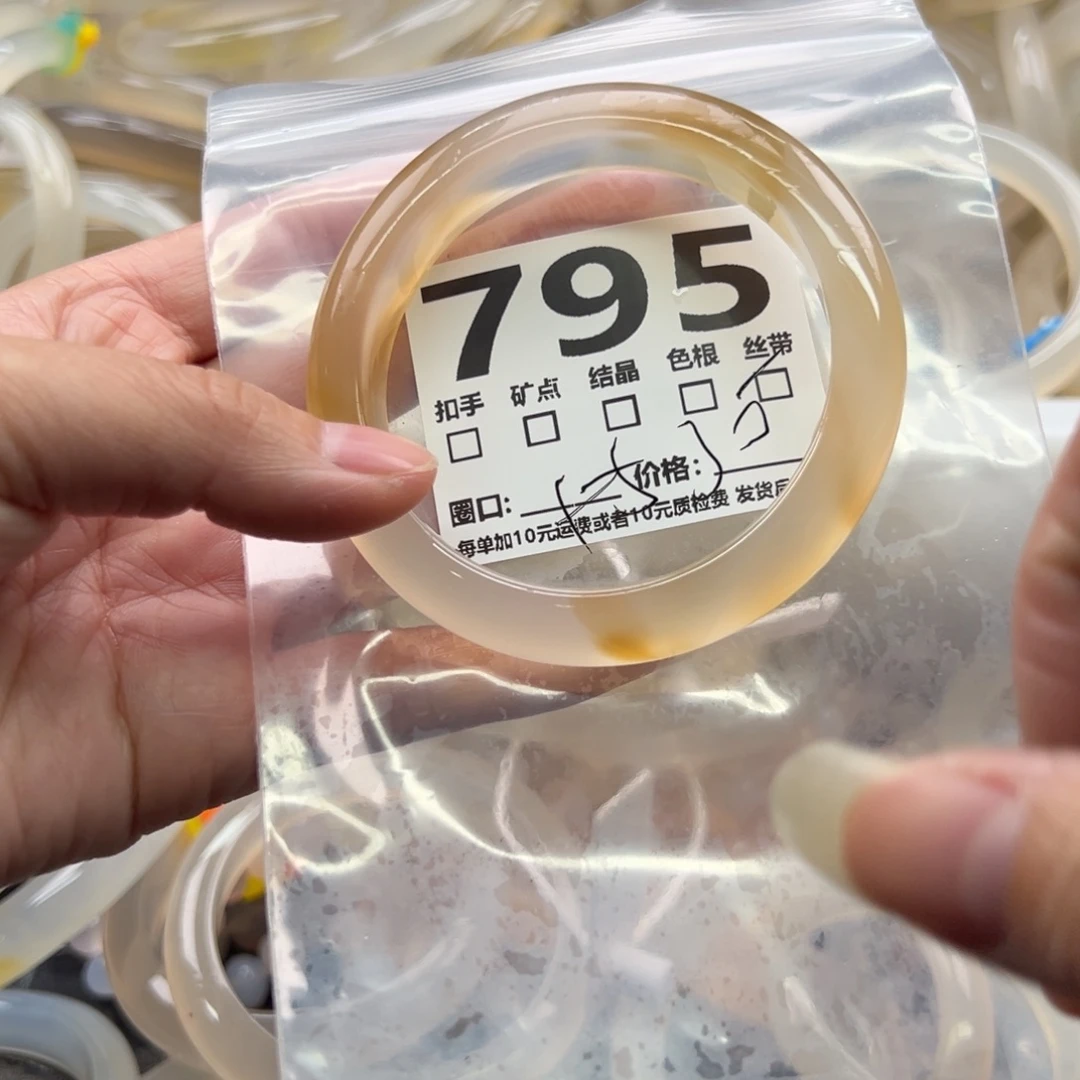 795
扣手 矿点 结晶 色根 丝带
圈口: 价格:
每单加10元运费或者10元质检费 发货后